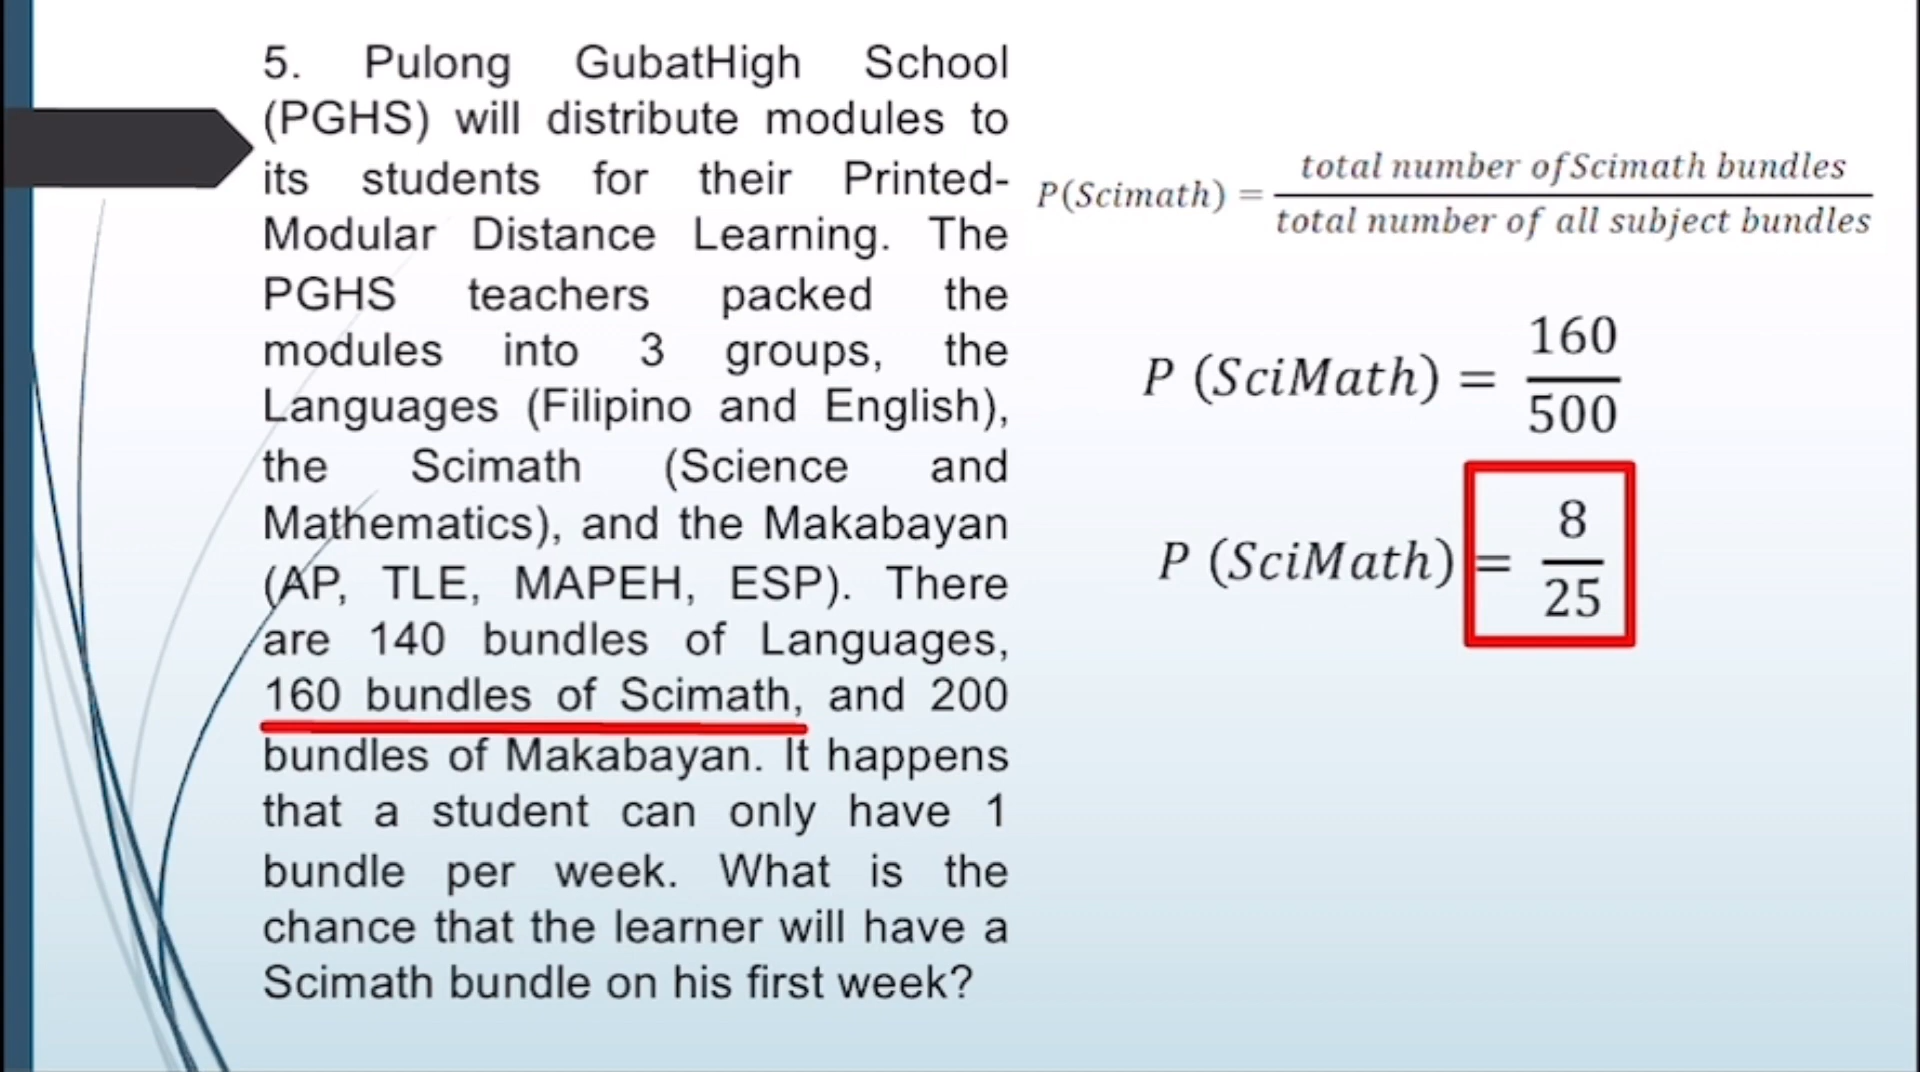 5. Pulong GubatHigh School
(PGHS) will distribute modules to
its students for their Printed-
Modular Distance Learning. The
PGHS teachers packed the
modules into 3 groups, the
Languages (Filipino and English),
the Scimath (Science and
Mathematics), and the Makabayan
(AP, TLE, MAPEH, ESP). There
are 140 bundles of Languages,
160 bundles of Scimath, and 200
bundles of Makabayan. It happens
that a student can only have 1
bundle per week. What is the
chance that the learner will have a
Scimath bundle on his first week?
total number ofScimath bundles
P(Scimath) =
total number of all subject bundles
160
P (SciMath) =
500
8
P (SciMath) =
25